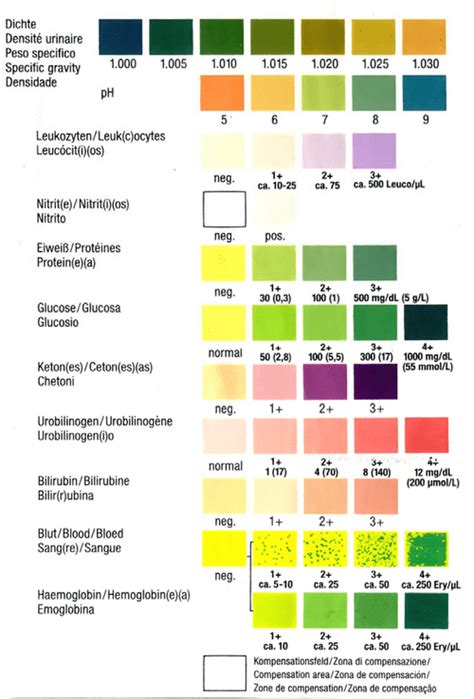 Dichte
Densité urinaire
Peso specifico
Specific gravity
Densidade
1.000 1.005 1.010 1.015 1.020 1.025 1.030
pH
5 6 7 8 9
Leukozyten/Leuk(c)ocytes
Leucócit(i)(os)
neg. 1+ 2+ 3+
ca. 10-25 ca. 75 ca. 500 Leuco/µL
Nitrit(e)/Nitrit(i)(os)
Nitrito
neg. pos.
Eiweiß/Protéines
Protein(e)(a)
neg. 1+ 2+ 3+
30 (0,3) 100 (1) 500 mg/dL (5 g/L)
Glucose/Glucosa
Glucosio
normal 1+ 2+ 3+ 4+
50 (2,8) 100 (5,5) 300 (17) 1000 mg/dL
(55 mmol/L)
Keton(es)/Ceton(es)(as)
Chetoni
neg. 1+ 2+ 3+
Urobilinogen/Urobilinogène
Urobilinogen(i)o
normal 1+ 2+ 3+ 4+
1 (17) 4 (70) 8 (140) 12 mg/dL
(200 µmol/L)
Bilirubin/Bilirubine
Bilir(r)ubina
neg. 1+ 2+ 3+
Blut/Blood/Bloed
Sang(re)/Sangue
neg. 1+ 2+ 3+ 4+
ca. 5-10 ca. 25 ca. 50 ca. 250 Ery/µL
Haemoglobin/Hemoglobin(e)(a)
Emoglobina
1+ 2+ 3+ 4+
ca. 10 ca. 25 ca. 50 ca. 250 Ery/µL
Kompensationsfeld/Zona di compensazione/
Compensation area/Zona de compensación/
Zone de compensation/Zona de compensação